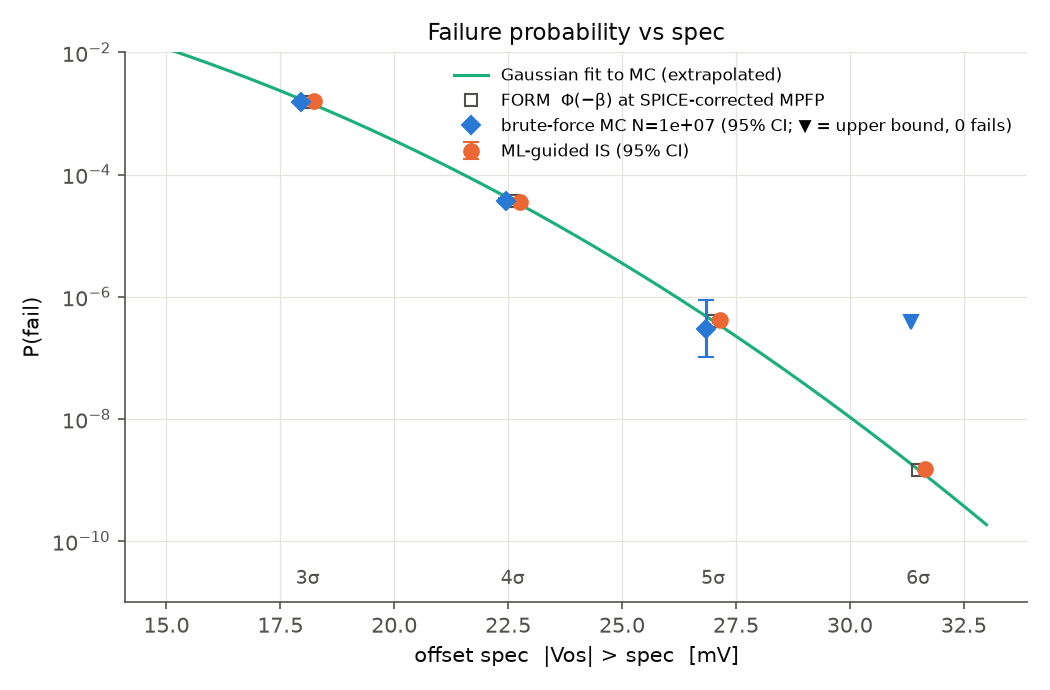 Failure probability vs spec
Gaussian fit to MC (extrapolated)
FORM  Φ(−β) at SPICE-corrected MPFP
brute-force MC N=1e+07 (95% CI; ▼ = upper bound, 0 fails)
ML-guided IS (95% CI)
P(fail)
10⁻²
10⁻⁴
10⁻⁶
10⁻⁸
10⁻¹⁰
3σ 4σ 5σ 6σ
15.0 17.5 20.0 22.5 25.0 27.5 30.0 32.5
offset spec  |Vos| > spec  [mV]